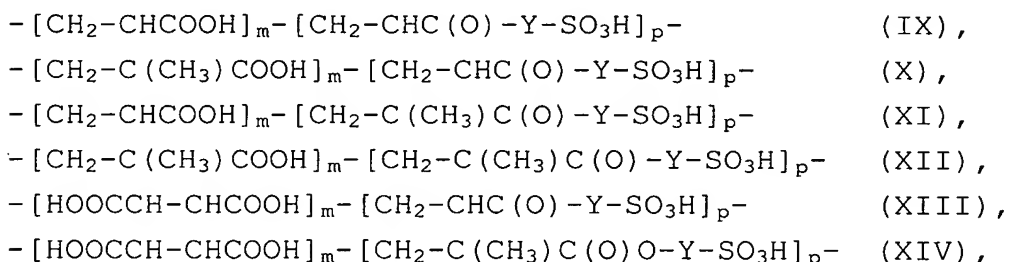 -[CH₂-CHCOOH]ₘ-[CH₂-CHC(O)-Y-SO₃H]ₚ- (IX),
-[CH₂-C(CH₃)COOH]ₘ-[CH₂-CHC(O)-Y-SO₃H]ₚ- (X),
-[CH₂-CHCOOH]ₘ-[CH₂-C(CH₃)C(O)-Y-SO₃H]ₚ- (XI),
-[CH₂-C(CH₃)COOH]ₘ-[CH₂-C(CH₃)C(O)-Y-SO₃H]ₚ- (XII),
-[HOOCCH-CHCOOH]ₘ-[CH₂-CHC(O)-Y-SO₃H]ₚ- (XIII),
-[HOOCCH-CHCOOH]ₘ-[CH₂-C(CH₃)C(O)O-Y-SO₃H]ₚ- (XIV),